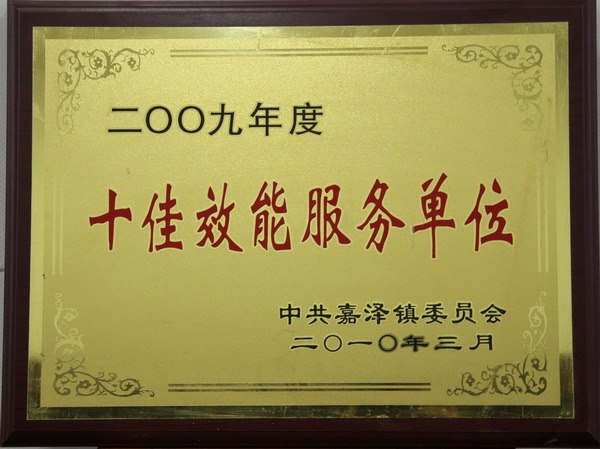 二〇〇九年度
十佳效能服务单位
中共嘉泽镇委员会
二〇一〇年三月